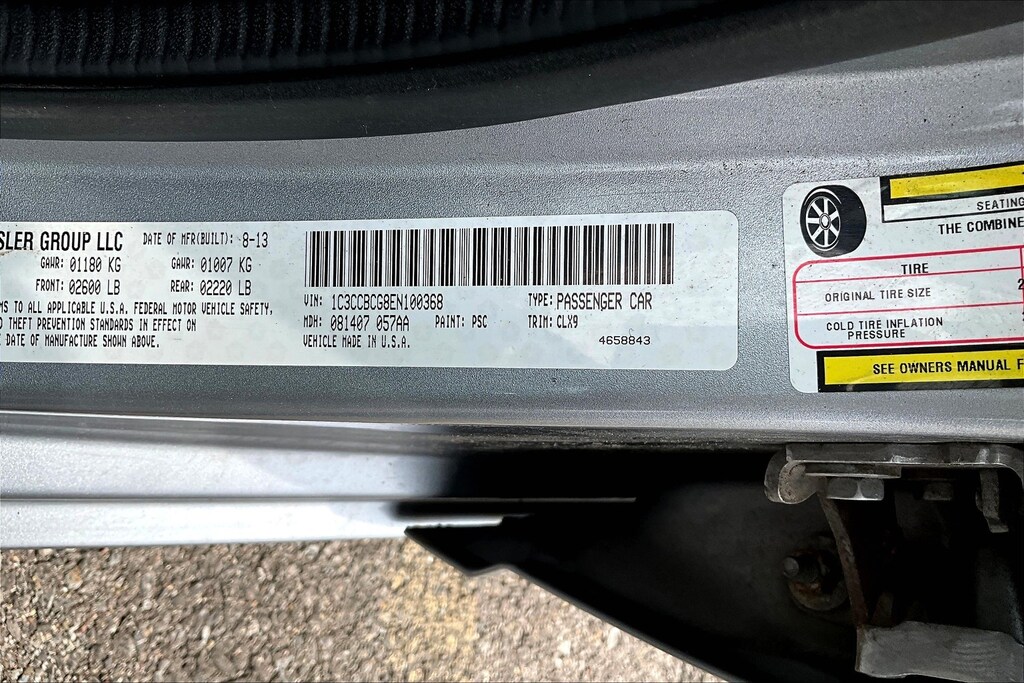 SLER GROUP LLC DATE OF MFR(BUILT): 8-13
GAWR: 01180 KG GAWR: 01007 KG
FRONT: 02600 LB REAR: 02220 LB
MS TO ALL APPLICABLE U.S.A. FEDERAL MOTOR VEHICLE SAFETY,
THEFT PREVENTION STANDARDS IN EFFECT ON
DATE OF MANUFACTURE SHOWN ABOVE.
VIN: 1C3CCBCG8EN100368 TYPE: PASSENGER CAR
MDH: 081407 057AA PAINT: PSC TRIM: CLX9
VEHICLE MADE IN U.S.A. 4658843
SEATING
THE COMBINE
TIRE
ORIGINAL TIRE SIZE 2
COLD TIRE INFLATION
PRESSURE
SEE OWNERS MANUAL F